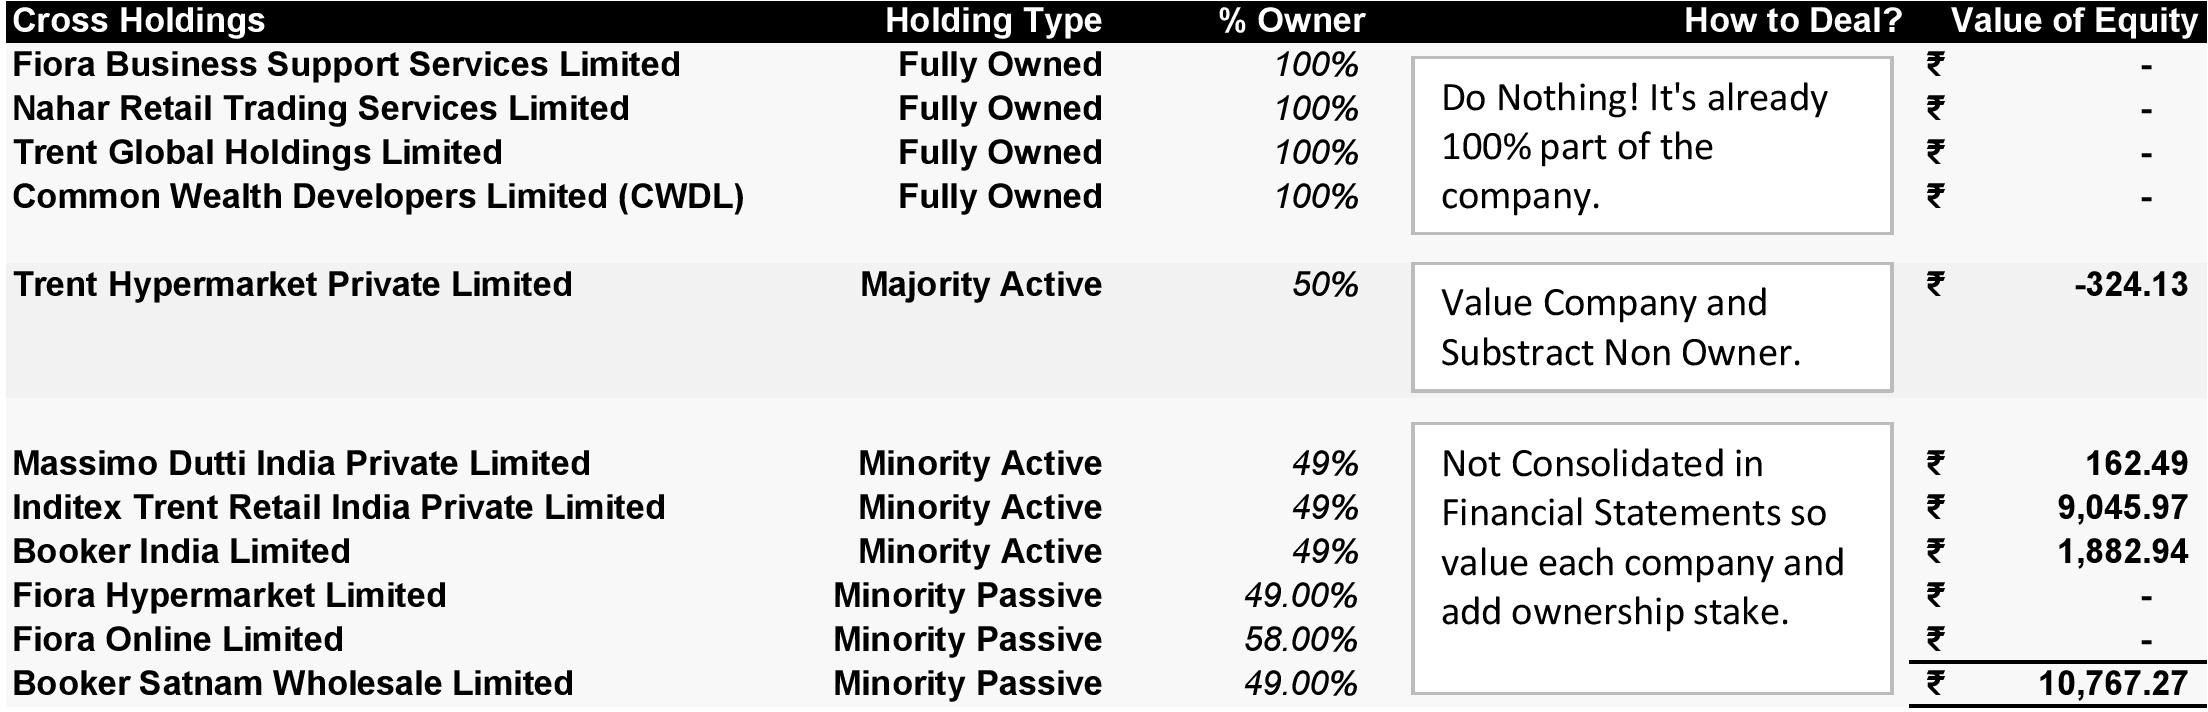 Cross Holdings Holding Type % Owner How to Deal? Value of Equity
Fiora Business Support Services Limited Fully Owned 100% ₹ -
Nahar Retail Trading Services Limited Fully Owned 100% ₹ -
Trent Global Holdings Limited Fully Owned 100% ₹ -
Common Wealth Developers Limited (CWDL) Fully Owned 100% ₹ -
Do Nothing! It's already
100% part of the
company.
Trent Hypermarket Private Limited Majority Active 50% ₹ -324.13
Value Company and
Substract Non Owner.
Massimo Dutti India Private Limited Minority Active 49% ₹ 162.49
Inditex Trent Retail India Private Limited Minority Active 49% ₹ 9,045.97
Booker India Limited Minority Active 49% ₹ 1,882.94
Fiora Hypermarket Limited Minority Passive 49.00% ₹ -
Fiora Online Limited Minority Passive 58.00% ₹ -
Booker Satnam Wholesale Limited Minority Passive 49.00% ₹ 10,767.27
Not Consolidated in
Financial Statements so
value each company and
add ownership stake.